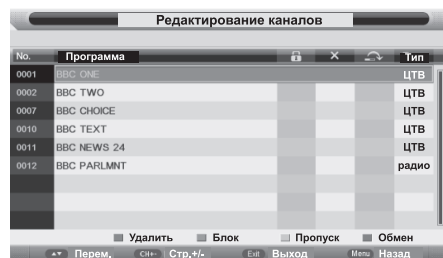 Редактирование каналов
No. Программа Тип
0001 BBC ONE ЦТВ
0002 BBC TWO ЦТВ
0007 BBC CHOICE ЦТВ
0010 BBC TEXT ЦТВ
0011 BBC NEWS 24 ЦТВ
0012 BBC PARLMNT радио
Удалить Блок Пропуск Обмен
Перем, CH+- Стр,+/- Exit Выход Menu Назад